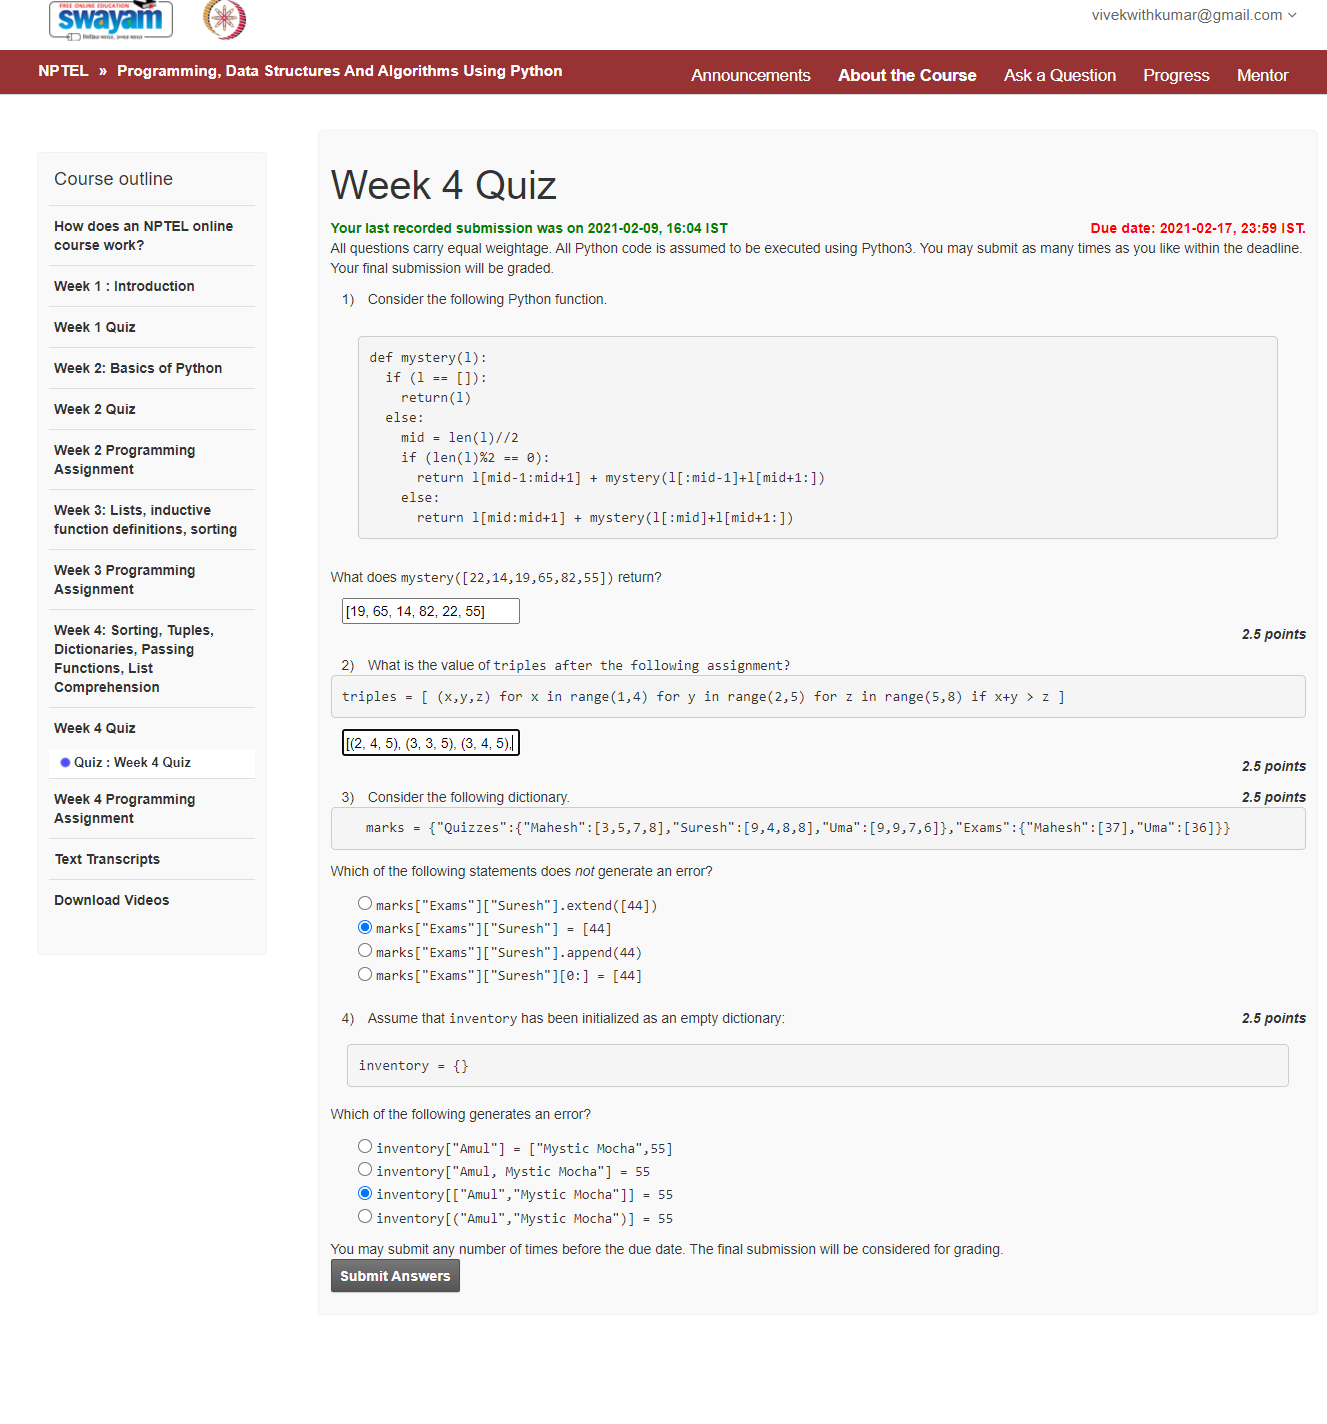 FREE ONLINE EDUCATION
swayam
vivekwithkumar@gmail.com
NPTEL » Programming, Data Structures And Algorithms Using Python
Announcements About the Course Ask a Question Progress Mentor
Course outline
How does an NPTEL online
course work?
Week 1 : Introduction
Week 1 Quiz
Week 2: Basics of Python
Week 2 Quiz
Week 2 Programming
Assignment
Week 3: Lists, inductive
function definitions, sorting
Week 3 Programming
Assignment
Week 4: Sorting, Tuples,
Dictionaries, Passing
Functions, List
Comprehension
Week 4 Quiz
Quiz : Week 4 Quiz
Week 4 Programming
Assignment
Text Transcripts
Download Videos
Week 4 Quiz
Your last recorded submission was on 2021-02-09, 16:04 IST Due date: 2021-02-17, 23:59 IST.
All questions carry equal weightage. All Python code is assumed to be executed using Python3. You may submit as many times as you like within the deadline.
Your final submission will be graded.
1) Consider the following Python function.
def mystery(l):
  if (l == []):
    return(l)
  else:
    mid = len(l)//2
    if (len(l)%2 == 0):
      return l[mid-1:mid+1] + mystery(l[:mid-1]+l[mid+1:])
    else:
      return l[mid:mid+1] + mystery(l[:mid]+l[mid+1:])
What does mystery([22,14,19,65,82,55]) return?
[19, 65, 14, 82, 22, 55]
2.5 points
2) What is the value of triples after the following assignment?
triples = [ (x,y,z) for x in range(1,4) for y in range(2,5) for z in range(5,8) if x+y > z ]
[(2, 4, 5), (3, 3, 5), (3, 4, 5),
2.5 points
3) Consider the following dictionary. 2.5 points
marks = {"Quizzes":{"Mahesh":[3,5,7,8],"Suresh":[9,4,8,8],"Uma":[9,9,7,6]},"Exams":{"Mahesh":[37],"Uma":[36]}}
Which of the following statements does not generate an error?
marks["Exams"]["Suresh"].extend([44])
marks["Exams"]["Suresh"] = [44]
marks["Exams"]["Suresh"].append(44)
marks["Exams"]["Suresh"][0:] = [44]
4) Assume that inventory has been initialized as an empty dictionary: 2.5 points
inventory = {}
Which of the following generates an error?
inventory["Amul"] = ["Mystic Mocha",55]
inventory["Amul, Mystic Mocha"] = 55
inventory[["Amul","Mystic Mocha"]] = 55
inventory[("Amul","Mystic Mocha")] = 55
You may submit any number of times before the due date. The final submission will be considered for grading.
Submit Answers